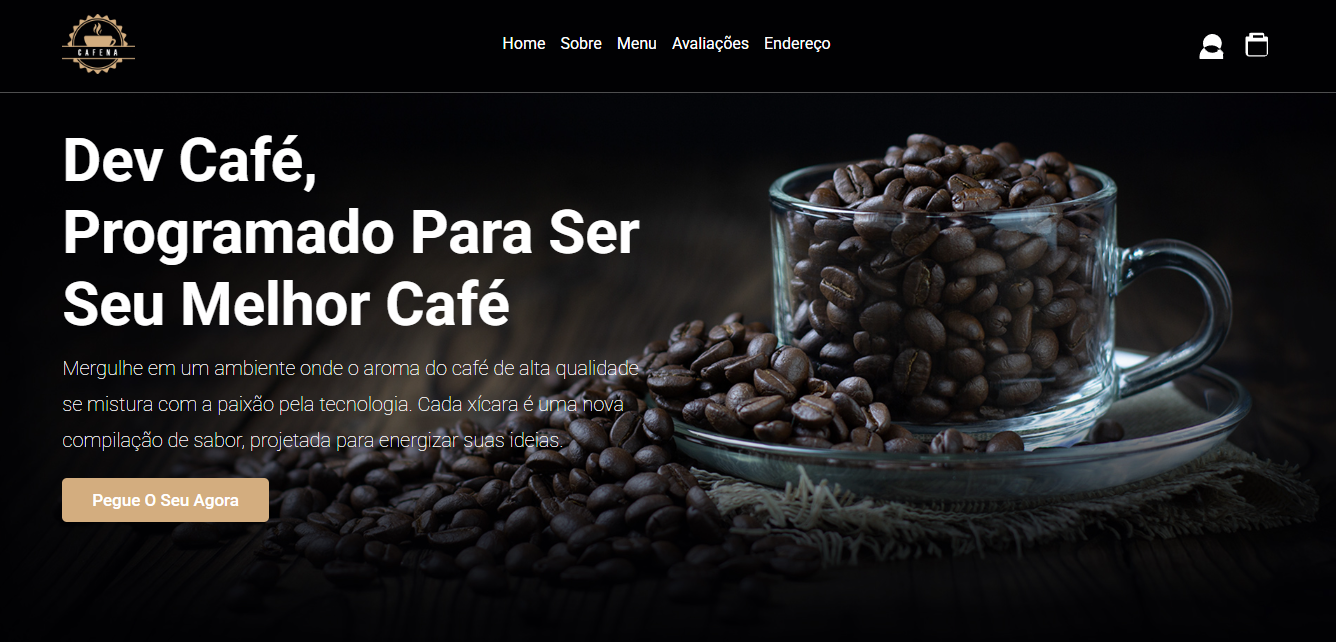 CAFENA
Home Sobre Menu Avaliações Endereço
Dev Café,
Programado Para Ser
Seu Melhor Café
Mergulhe em um ambiente onde o aroma do café de alta qualidade
se mistura com a paixão pela tecnologia. Cada xícara é uma nova
compilação de sabor, projetada para energizar suas ideias.
Pegue O Seu Agora